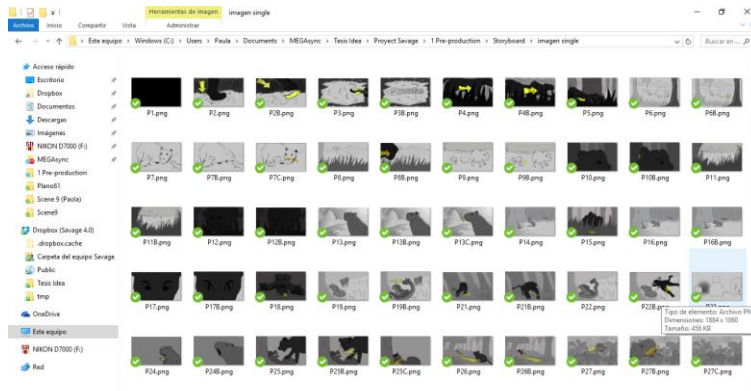 Herramientas de imagen imagen single
Archivo Inicio Compartir Vista Administrar
Este equipo > Windows (C:) > Users > Paula > Documents > MEGAsync > Tesis Idea > Proyect Savage > 1 Pre-production > Storyboard > imagen single
Buscar en ...
Acceso rápido
Escritorio
Dropbox
Documentos
Descargas
Imágenes
NIKON D7000 (F:)
MEGAsync
1 Pre-production
Plano61
Scene 9 (Paola)
Scene9
Dropbox (Savage 4.0)
.dropbox.cache
Carpeta del equipo Savage
Public
Tesis Idea
tmp
OneDrive
Este equipo
NIKON D7000 (F:)
Red
P1.png P2.png P2B.png P3.png P3B.png P4.png P4B.png P5.png P6.png P6B.png
P7.png P7B.png P7C.png P8.png P8B.png P9.png P9B.png P10.png P10B.png P11.png
P11B.png P12.png P12B.png P13.png P13B.png P13C.png P14.png P15.png P16.png P16B.png
P17.png P17B.png P18.png P19.png P19B.png P21.png P21B.png P22.png P22B.png
Tipo de elemento: Archivo PN
Dimensiones: 1884 x 1060
Tamaño: 456 KB
P24.png P24B.png P25.png P25B.png P25C.png P26.png P26B.png P27.png P27B.png P27C.png